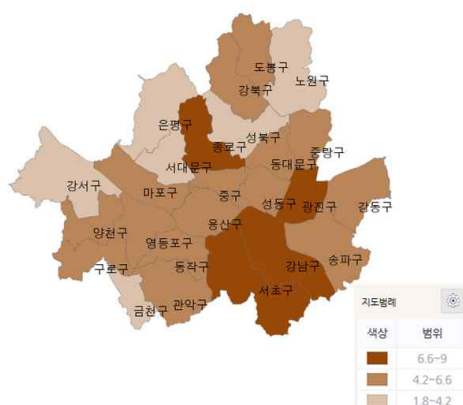 도봉구
노원구
강북구
은평구
성북구
종로구
중랑구
서대문구
동대문구
강서구
마포구
중구
성동구
광진구
강동구
양천구
용산구
영등포구
송파구
구로구
동작구
강남구
서초구
금천구
관악구
지도범례
색상 범위
6.6~9
4.2~6.6
1.8~4.2